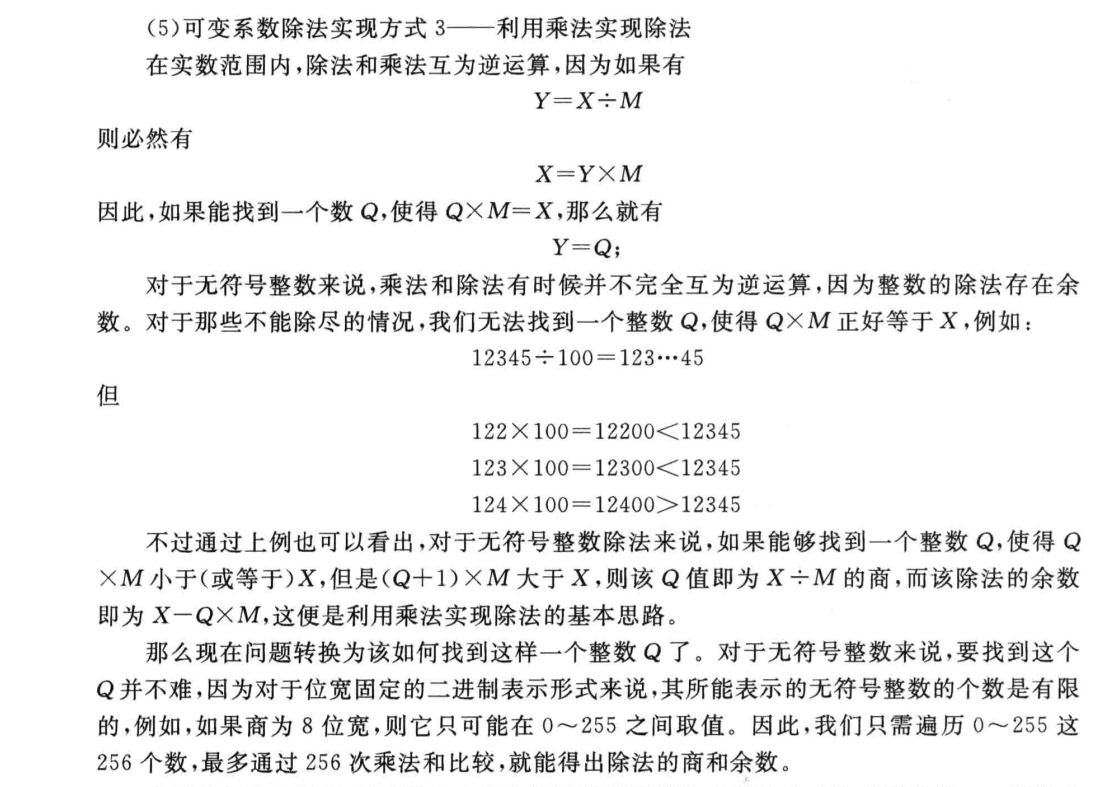 (5)可变系数除法实现方式 3——利用乘法实现除法
在实数范围内,除法和乘法互为逆运算,因为如果有
Y=X÷M
则必然有
X=Y×M
因此,如果能找到一个数 Q,使得 Q×M=X,那么就有
Y=Q;
对于无符号整数来说,乘法和除法有时候并不完全互为逆运算,因为整数的除法存在余
数。对于那些不能除尽的情况,我们无法找到一个整数 Q,使得 Q×M 正好等于 X,例如:
12345÷100=123…45
但
122×100=12200<12345
123×100=12300<12345
124×100=12400>12345
不过通过上例也可以看出,对于无符号整数除法来说,如果能够找到一个整数 Q,使得 Q
×M 小于(或等于)X,但是(Q+1)×M 大于 X,则该 Q 值即为 X÷M 的商,而该除法的余数
即为 X-Q×M,这便是利用乘法实现除法的基本思路。
那么现在问题转换为该如何找到这样一个整数 Q 了。对于无符号整数来说,要找到这个
Q 并不难,因为对于位宽固定的二进制表示形式来说,其所能表示的无符号整数的个数是有限
的,例如,如果商为 8 位宽,则它只可能在 0~255 之间取值。因此,我们只需遍历 0~255 这
256 个数,最多通过 256 次乘法和比较,就能得出除法的商和余数。